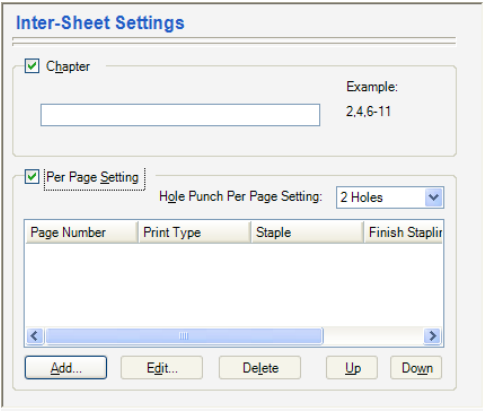 Inter-Sheet Settings
Chapter
Example:
2,4,6-11
Per Page Setting
Hole Punch Per Page Setting: 2 Holes
Page Number Print Type Staple Finish Staplin
Add... Edit... Delete Up Down